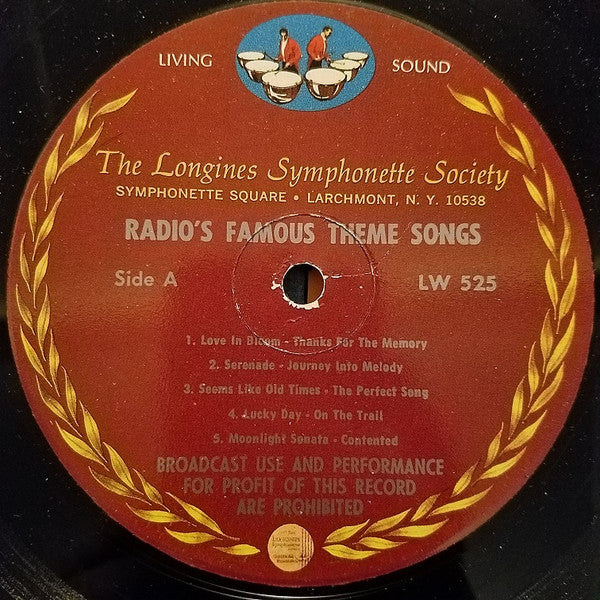 LIVING SOUND
The Longines Symphonette Society
SYMPHONETTE SQUARE • LARCHMONT, N. Y. 10538
RADIO'S FAMOUS THEME SONGS
Side A LW 525
1. Love In Bloom - Thanks For The Memory
2. Serenade - Journey Into Melody
3. Seems Like Old Times - The Perfect Song
4. Lucky Day - On The Trail
5. Moonlight Sonata - Contented
BROADCAST USE AND PERFORMANCE
FOR PROFIT OF THIS RECORD
ARE PROHIBITED